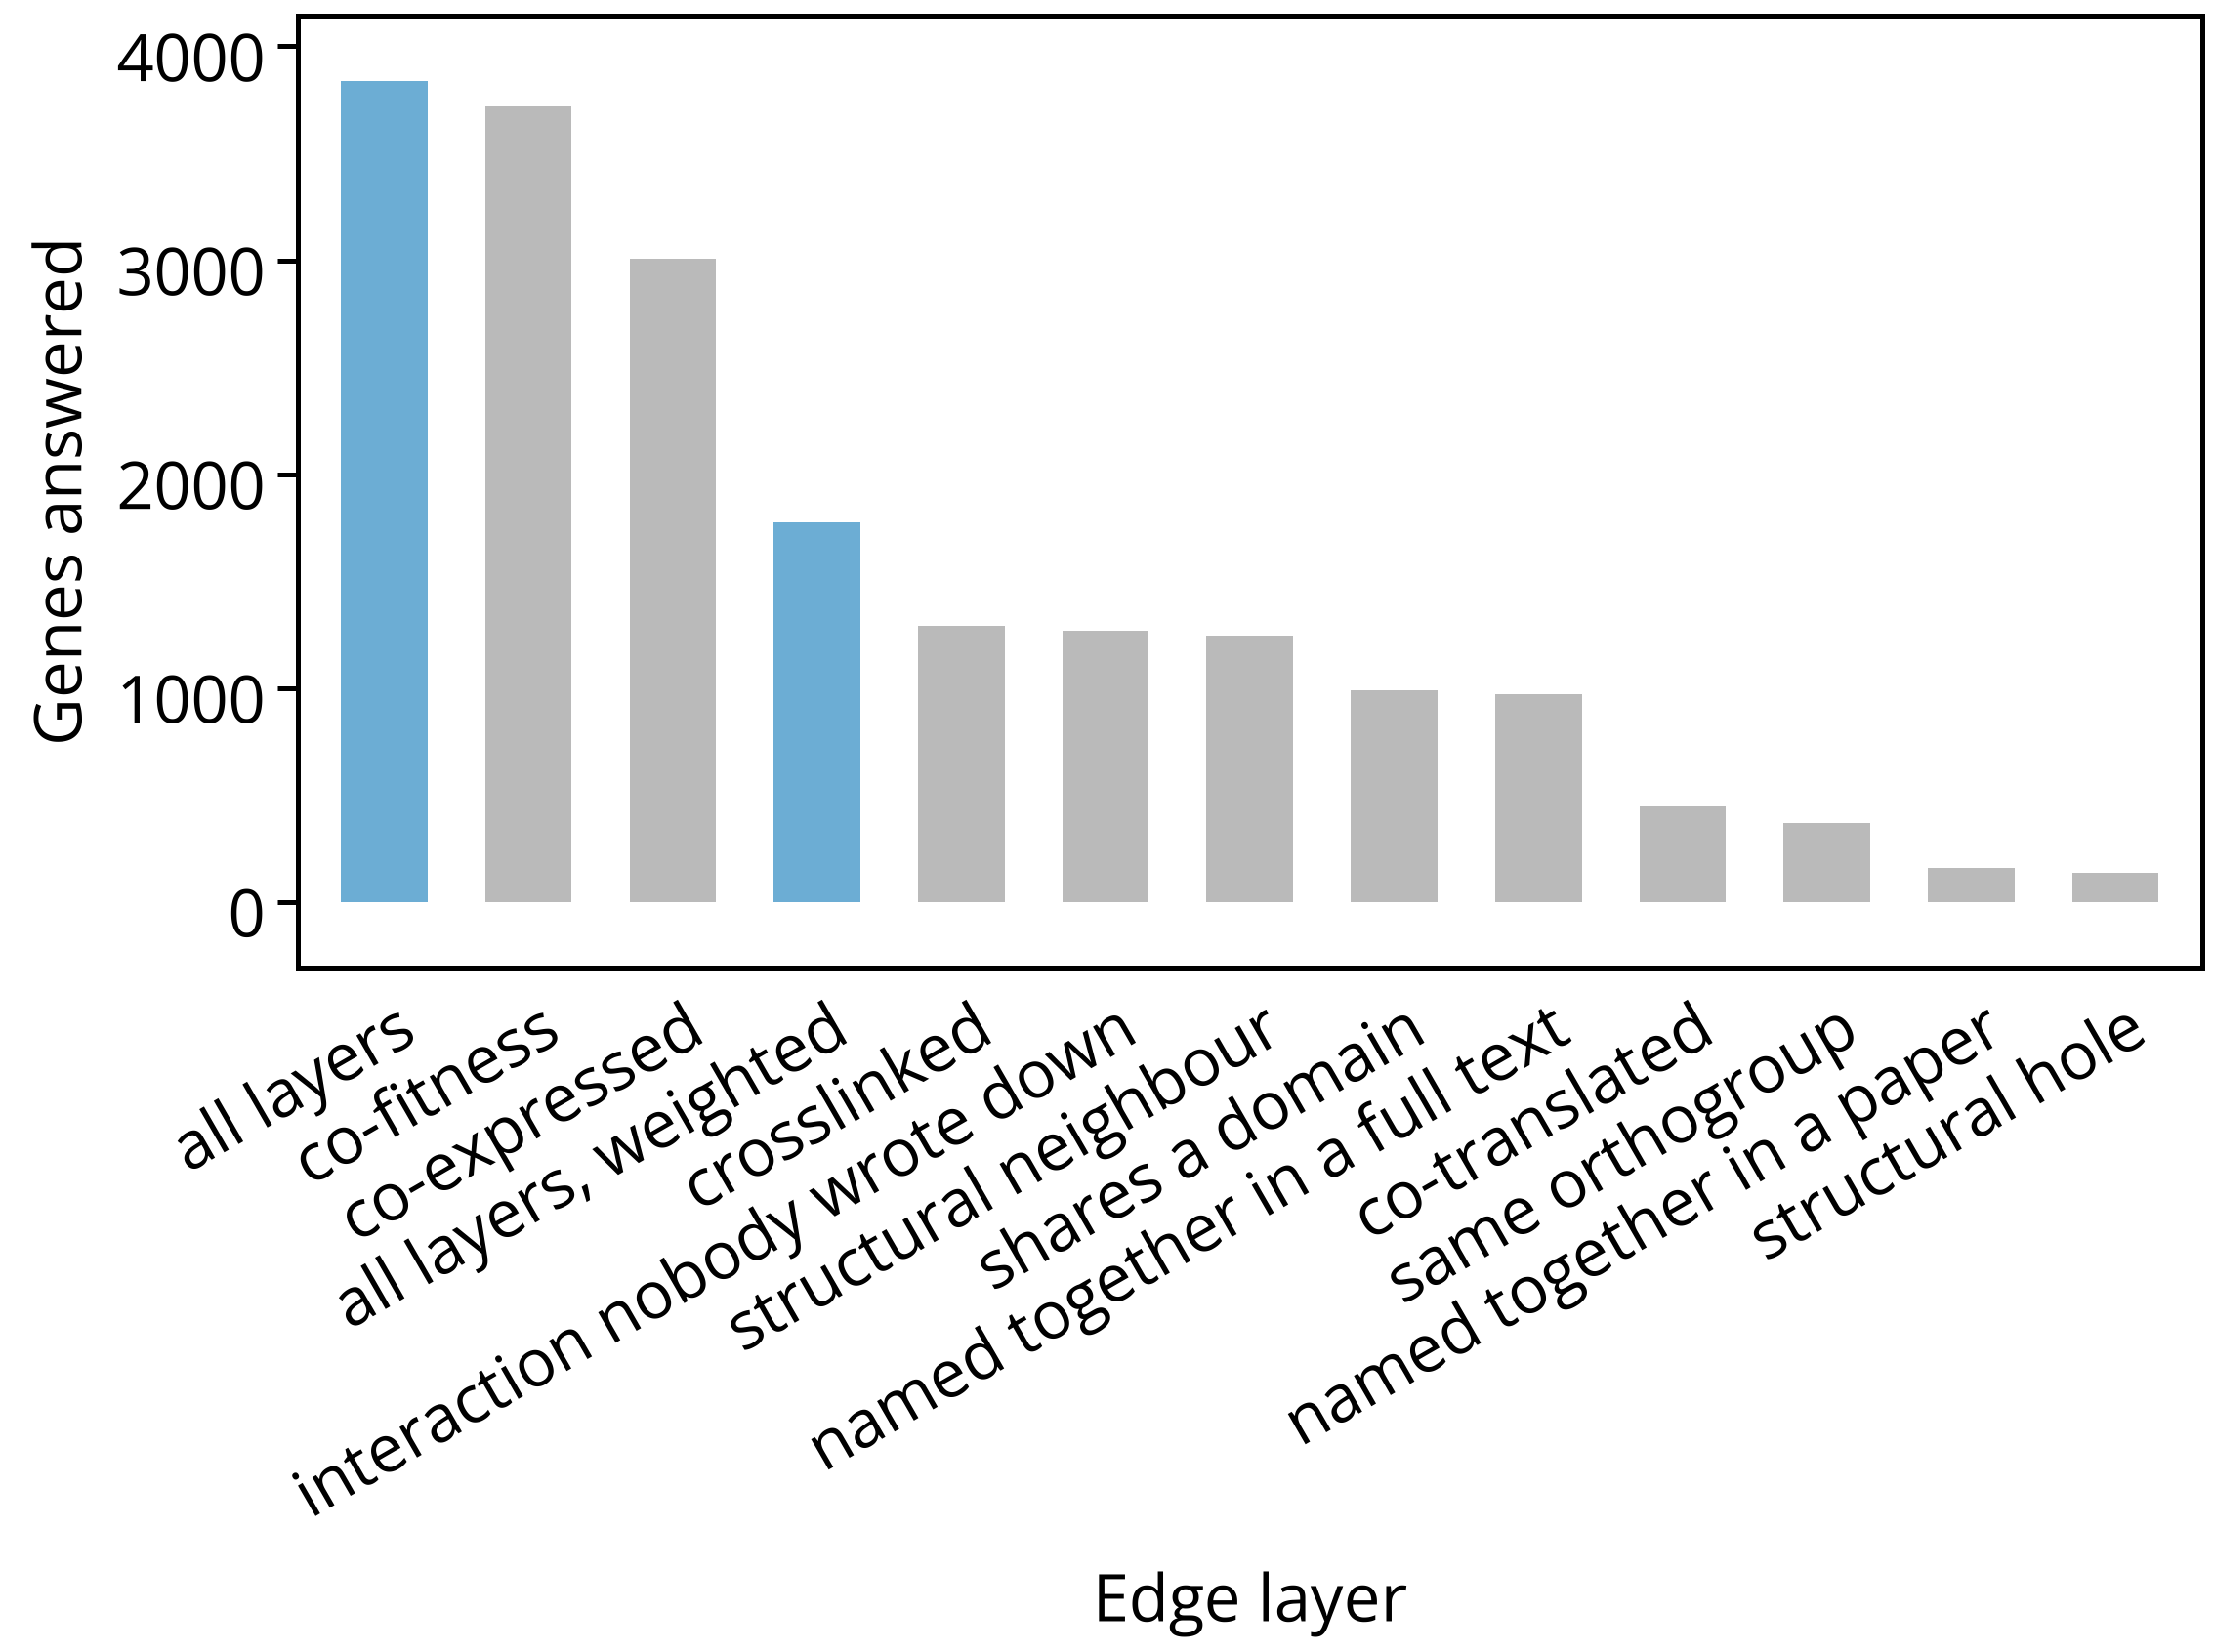 4000
3000
2000
1000
0
Genes answered
all layers
co-fitness
co-expressed
all layers, weighted
crosslinked
interaction nobody wrote down
structural neighbour
shares a domain
named together in a full text
co-translated
same orthogroup
named together in a paper
structural hole
Edge layer